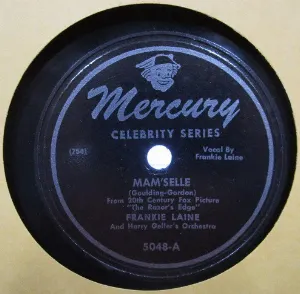 Mercury
CELEBRITY SERIES
Vocal By
Frankie Laine
MAM'SELLE
(Goulding-Gordon)
From 20th Century Fox Picture
"The Razor's Edge"
FRANKIE LAINE
And Harry Geller's Orchestra
5048-A